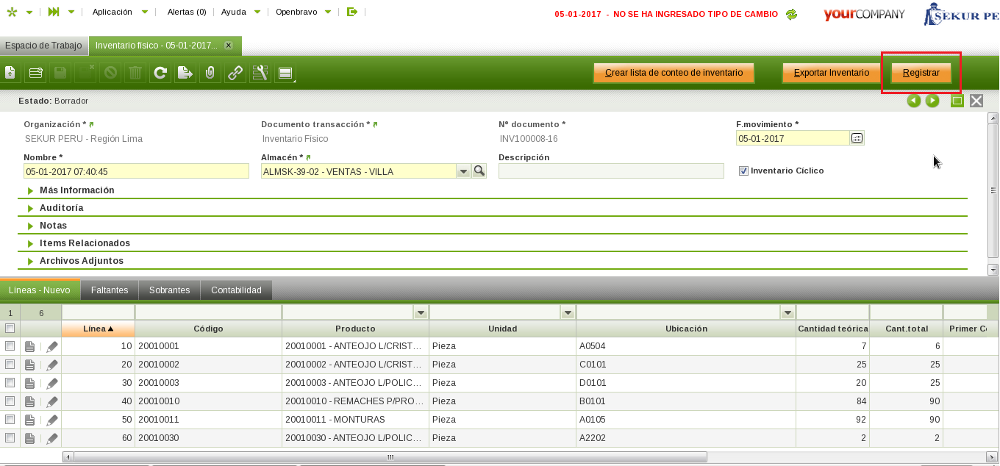 Aplicación Alertas (0) Ayuda Openbravo 05-01-2017 - NO SE HA INGRESADO TIPO DE CAMBIO yourCOMPANY SEKUR PE
Espacio de Trabajo Inventario físico - 05-01-2017...
Crear lista de conteo de inventario Exportar Inventario Registrar
Estado: Borrador
Organización * Documento transacción * Nº documento * F.movimiento *
SEKUR PERU - Región Lima Inventario Físico INV100008-16 05-01-2017
Nombre * Almacén * Descripción
05-01-2017 07:40:45 ALMSK-39-02 - VENTAS - VILLA Inventario Cíclico
Más Información
Auditoría
Notas
Items Relacionados
Archivos Adjuntos
Líneas - Nuevo Faltantes Sobrantes Contabilidad
1 6
Línea Código Producto Unidad Ubicación Cantidad teórica Cant.total Primer Co
10 20010001 20010001 - ANTEOJO L/CRIST... Pieza A0504 7 6
20 20010002 20010002 - ANTEOJO L/CRIST... Pieza C0101 25 25
30 20010003 20010003 - ANTEOJO L/POLIC... Pieza D0101 20 25
40 20010010 20010010 - REMACHES P/PRO... Pieza B0101 84 90
50 20010011 20010011 - MONTURAS Pieza A0105 92 90
60 20010030 20010030 - ANTEOJO L/POLIC... Pieza A2202 2 2